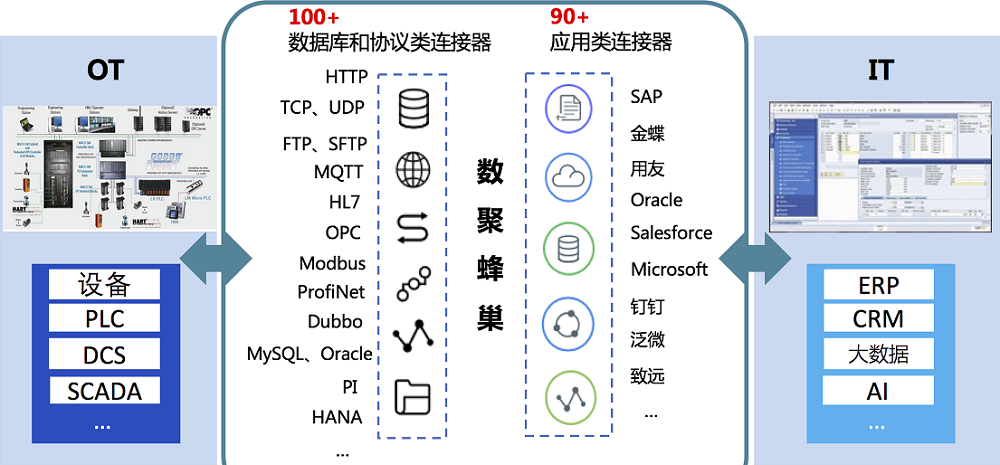 100+
数据库和协议类连接器
90+
应用类连接器
OT
设备
PLC
DCS
SCADA
...
HTTP
TCP、UDP
FTP、SFTP
MQTT
HL7
OPC
Modbus
ProfiNet
Dubbo
MySQL、Oracle
PI
HANA
...
数
聚
蜂
巢
SAP
金蝶
用友
Oracle
Salesforce
Microsoft
钉钉
泛微
致远
...
IT
ERP
CRM
大数据
AI
...